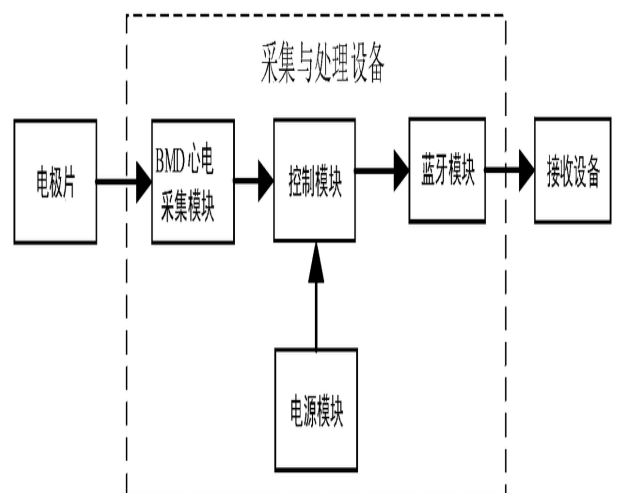 采集与处理设备
电极片
BMD心电
采集模块
控制模块
蓝牙模块
接收设备
电源模块